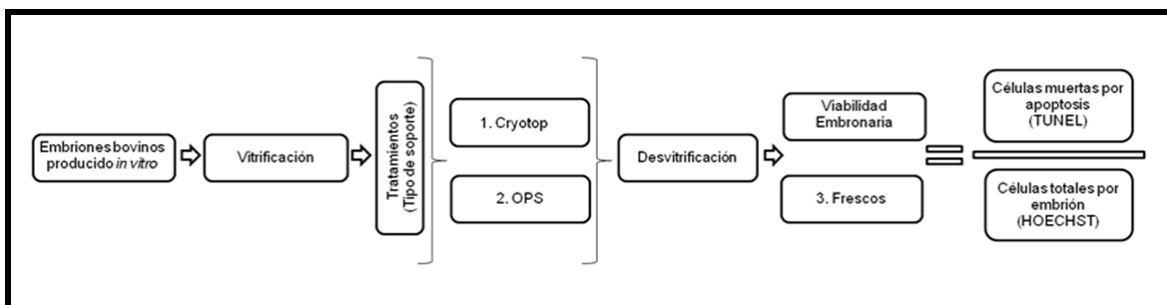 Embriones bovinos
producido in vitro
Vitrificación
Tratamientos
(Tipo de soporte)
1. Cryotop
2. OPS
Desvitrificación
Viabilidad
Embronaria
3. Frescos
Células muertas por
apoptosis
(TUNEL)
Células totales por
embrión
(HOECHST)